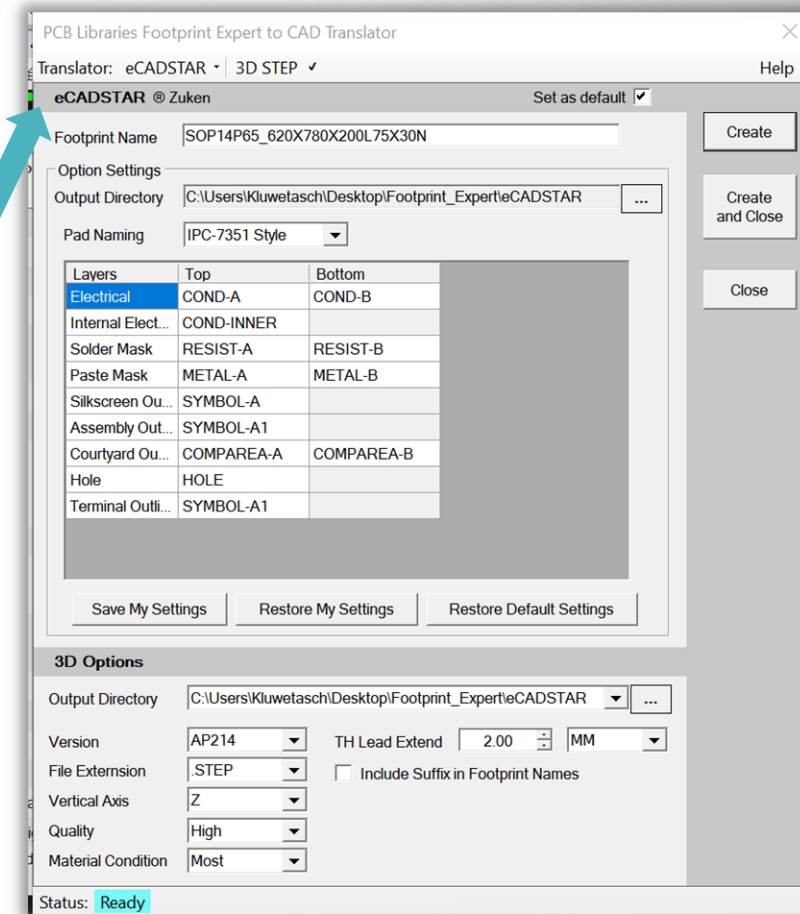 PCB Libraries Footprint Expert to CAD Translator
Translator: eCADSTAR 3D STEP ✓ Help
eCADSTAR ® Zuken Set as default
Footprint Name SOP14P65_620X780X200L75X30N Create
Option Settings
Output Directory C:\Users\Kluwetasch\Desktop\Footprint_Expert\eCADSTAR ... Create and Close
Pad Naming IPC-7351 Style
Layers Top Bottom
Electrical COND-A COND-B Close
Internal Elect... COND-INNER
Solder Mask RESIST-A RESIST-B
Paste Mask METAL-A METAL-B
Silkscreen Ou... SYMBOL-A
Assembly Out... SYMBOL-A1
Courtyard Ou... COMPAREA-A COMPAREA-B
Hole HOLE
Terminal Outli... SYMBOL-A1
Save My Settings Restore My Settings Restore Default Settings
3D Options
Output Directory C:\Users\Kluwetasch\Desktop\Footprint_Expert\eCADSTAR ...
Version AP214 TH Lead Extend 2.00 MM
File Externsion .STEP Include Suffix in Footprint Names
Vertical Axis Z
Quality High
Material Condition Most
Status: Ready